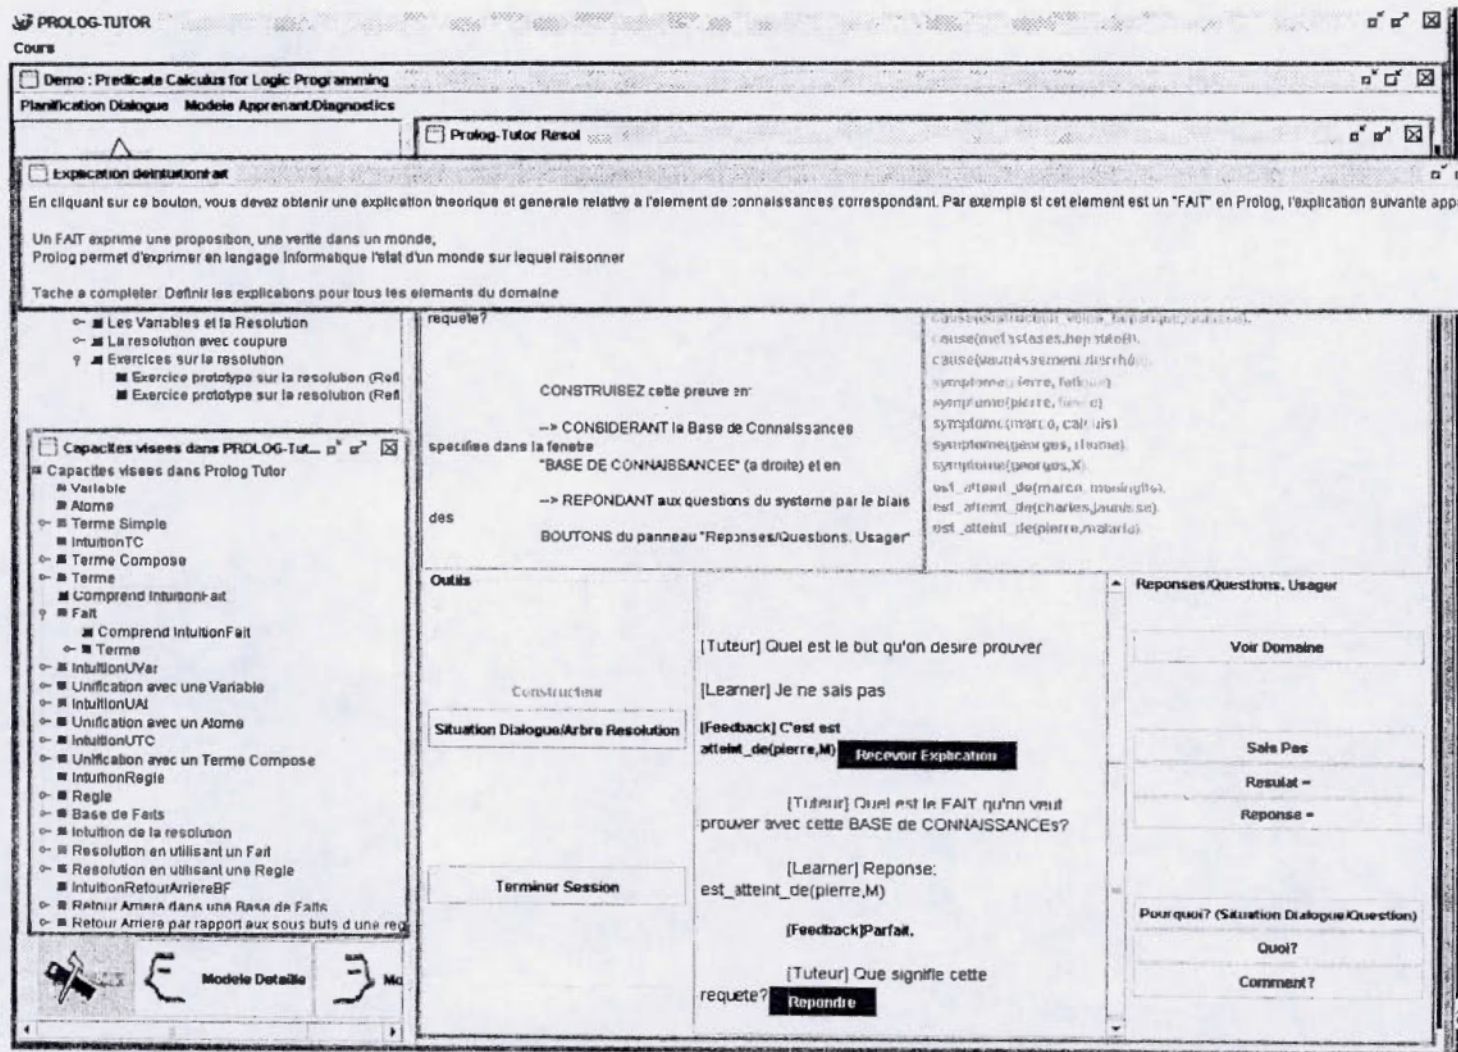 PROLOG-TUTOR
Cours
Demo : Predicate Calculus for Logic Programming
Planification Dialogue Modele Apprenant/Diagnostics
Prolog-Tutor Resol
Explication deIntuitionFait
En cliquant sur ce bouton, vous devez obtenir une explication theorique et generale relative a l'element de connaissances correspondant. Par exemple si cet element est un "FAIT" en Prolog, l'explication suivante app
Un FAIT exprime une proposition, une verite dans un monde,
Prolog permet d'exprimer en langage Informatique l'etat d'un monde sur lequel raisonner
Tache a completer. Definir les explications pour tous les elements du domaine
Les Variables et la Resolution
La resolution avec coupure
Exercices sur la resolution
Exercice prototype sur la resolution (Refl
Exercice prototype sur la resolution (Refl
Capacites visees dans PROLOG-Tut...
Capacites visees dans Prolog Tutor
Variable
Atome
Terme Simple
IntuitionTC
Terme Compose
Terme
Comprend IntuitionFait
Fait
Comprend IntuitionFait
Terme
IntuitionUVar
Unification avec une Variable
IntuitionUAt
Unification avec un Atome
IntuitionUTC
Unification avec un Terme Compose
IntuitionRegle
Regle
Base de Faits
Intuition de la resolution
Resolution en utilisant un Fait
Resolution en utilisant une Regle
IntuitionRetourArriereBF
Retour Arriere dans une Base de Faits
Retour Arriere par rapport aux sous buts d une reg
Modele Detaille
Mo
requete?
CONSTRUISEZ cette preuve en:
--> CONSIDERANT la Base de Connaissances
specifiee dans la fenetre
"BASE DE CONNAISSANCEE" (a droite) et en
--> REPONDANT aux questions du systeme par le biais
des
BOUTONS du panneau "Reponses/Questions. Usager"
symptome(pierre,
symptome(georges,X)
est_atteint_de(marco, meningite).
est_atteint_de(charles,jaunisse).
est_atteint_de(pierre,malaria).
Outils
Constructeur
Situation Dialogue/Arbre Resolution
Terminer Session
[Tuteur] Quel est le but qu'on desire prouver
[Learner] Je ne sais pas
[Feedback] C'est est
atteint_de(pierre,M) Recevoir Explication
[Tuteur] Quel est le FAIT qu'on veut
prouver avec cette BASE de CONNAISSANCEs?
[Learner] Reponse:
est_atteint_de(pierre,M)
[Feedback]Parfait.
[Tuteur] Que signifie cette
requete? Repondre
Reponses/Questions. Usager
Voir Domaine
Sais Pas
Resulat =
Reponse =
Pourquoi? (Situation Dialogue/Question)
Quoi?
Comment?